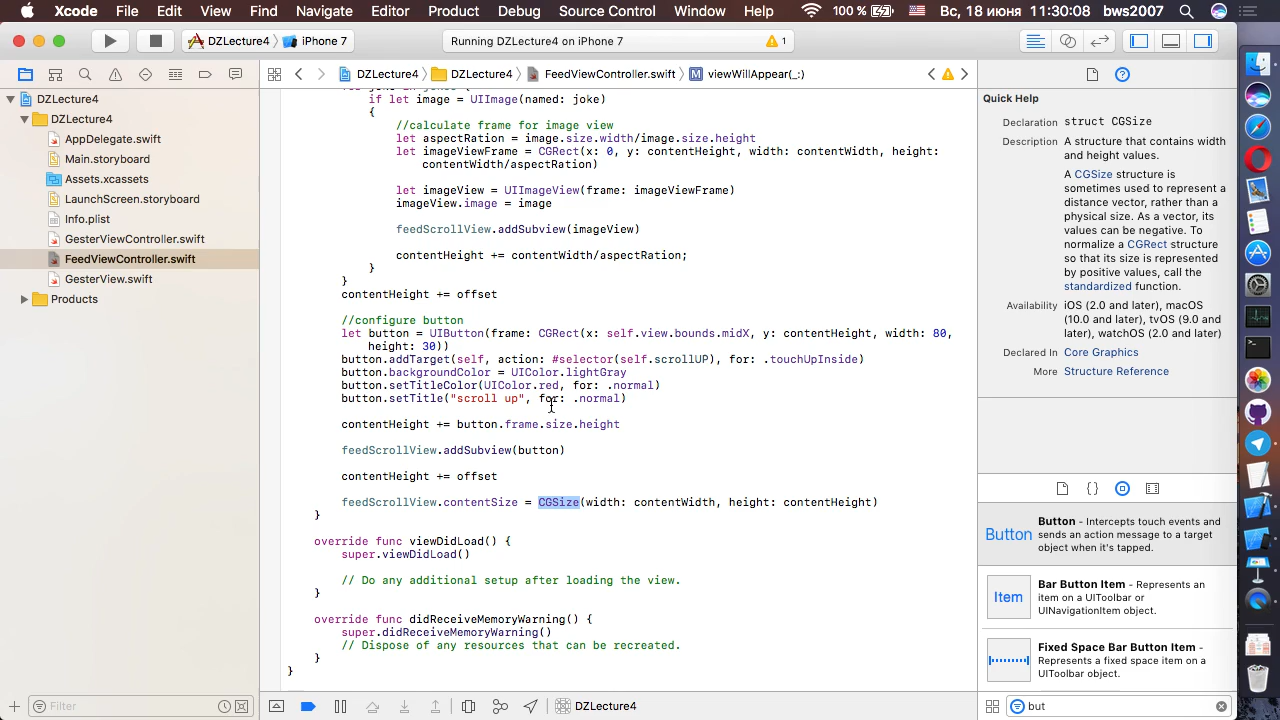 Xcode File Edit View Find Navigate Editor Product Debug Source Control Window Help 100 % Вс, 18 июня 11:30:08 bws2007
DZLecture4 iPhone 7 Running DZLecture4 on iPhone 7 1
DZLecture4 DZLecture4 FeedViewController.swift M viewWillAppear(_:)
DZLecture4
DZLecture4
AppDelegate.swift
Main.storyboard
Assets.xcassets
LaunchScreen.storyboard
Info.plist
GesterViewController.swift
FeedViewController.swift
GesterView.swift
Products
Filter
if let image = UIImage(named: joke)
{
//calculate frame for image view
let aspectRation = image.size.width/image.size.height
let imageViewFrame = CGRect(x: 0, y: contentHeight, width: contentWidth, height:
contentWidth/aspectRation)
let imageView = UIImageView(frame: imageViewFrame)
imageView.image = image
feedScrollView.addSubview(imageView)
contentHeight += contentWidth/aspectRation;
}
}
contentHeight += offset
//configure button
let button = UIButton(frame: CGRect(x: self.view.bounds.midX, y: contentHeight, width: 80,
height: 30))
button.addTarget(self, action: #selector(self.scrollUP), for: .touchUpInside)
button.backgroundColor = UIColor.lightGray
button.setTitleColor(UIColor.red, for: .normal)
button.setTitle("scroll up", for: .normal)
contentHeight += button.frame.size.height
feedScrollView.addSubview(button)
contentHeight += offset
feedScrollView.contentSize = CGSize(width: contentWidth, height: contentHeight)
}
override func viewDidLoad() {
super.viewDidLoad()
// Do any additional setup after loading the view.
}
override func didReceiveMemoryWarning() {
super.didReceiveMemoryWarning()
// Dispose of any resources that can be recreated.
}
}
DZLecture4
Quick Help
Declaration struct CGSize
Description A structure that contains width
and height values.
A CGSize structure is
sometimes used to represent a
distance vector, rather than a
physical size. As a vector, its
values can be negative. To
normalize a CGRect structure
so that its size is represented
by positive values, call the
standardized function.
Availability iOS (2.0 and later), macOS
(10.0 and later), tvOS (9.0 and
later), watchOS (2.0 and later)
Declared In Core Graphics
More Structure Reference
Button Button - Intercepts touch events and
sends an action message to a target
object when it's tapped.
Item Bar Button Item - Represents an
item on a UIToolbar or
UINavigationItem object.
Fixed Space Bar Button Item -
Represents a fixed space item on a
UIToolbar object.
but